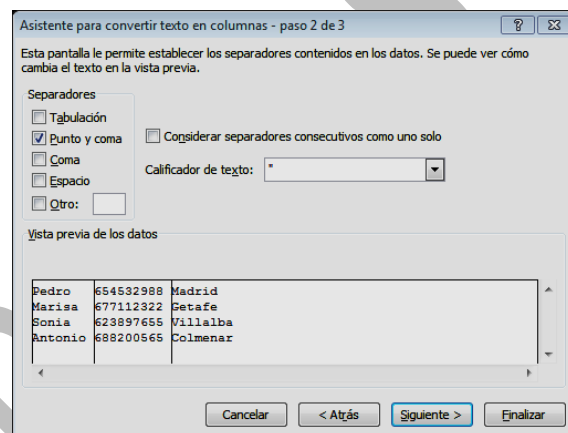 Asistente para convertir texto en columnas - paso 2 de 3
Esta pantalla le permite establecer los separadores contenidos en los datos. Se puede ver cómo
cambia el texto en la vista previa.
Separadores
Tabulación
Punto y coma
Coma
Espacio
Otro:
Considerar separadores consecutivos como uno solo
Calificador de texto: "
Vista previa de los datos
Pedro 654532988 Madrid
Marisa 677112322 Getafe
Sonia 623897655 Villalba
Antonio 688200565 Colmenar
Cancelar < Atrás Siguiente > Finalizar